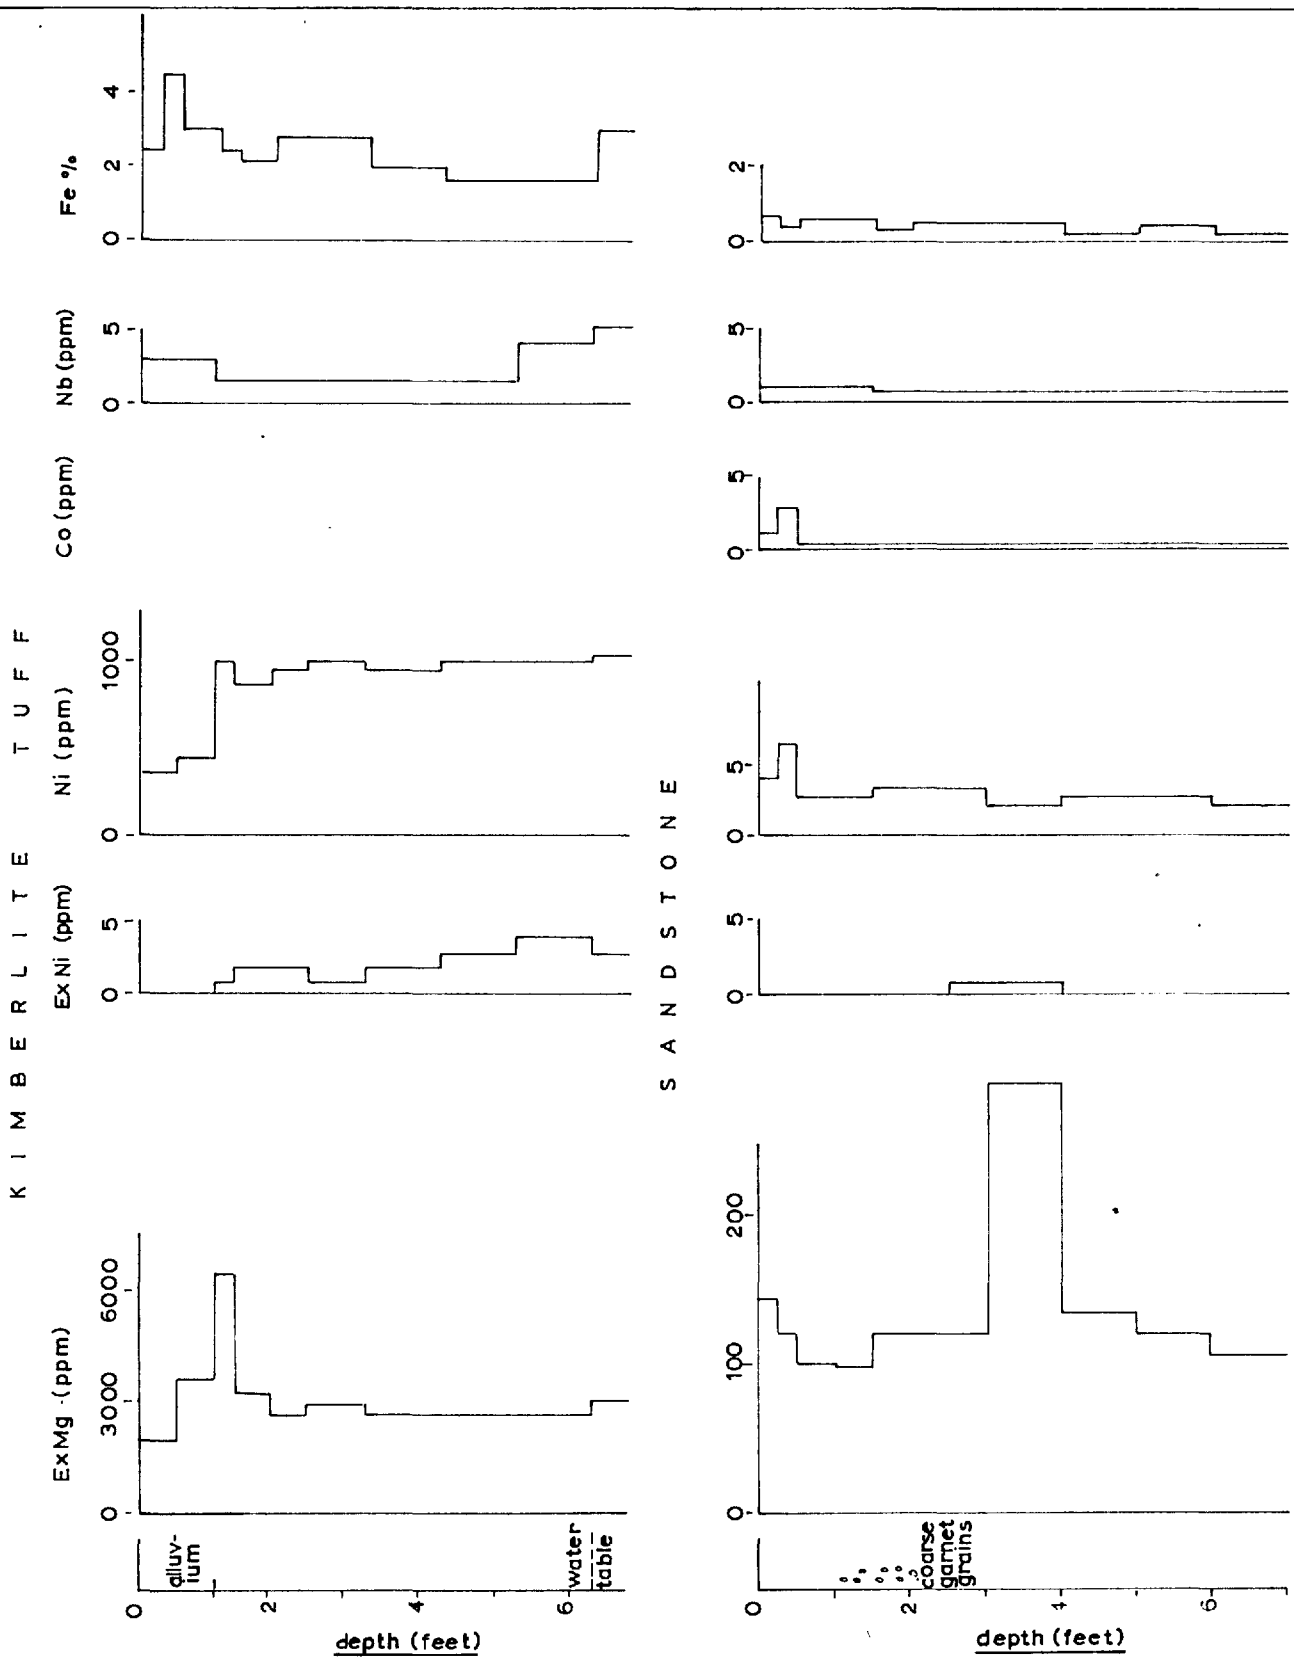 KIMBERLITE TUFF
Fe %
4
2
0
Nb (ppm)
5
0
Co (ppm)
Ni (ppm)
1000
0
Ex Ni (ppm)
5
0
ExMg (ppm)
6000
3000
0
alluv-
ium
water
table
0 2 4 6
depth (feet)
SANDSTONE
2
0
5
0
5
0
5
0
5
0
200
100
0
coarse
garnet
grains
0 2 4 6
depth (feet)